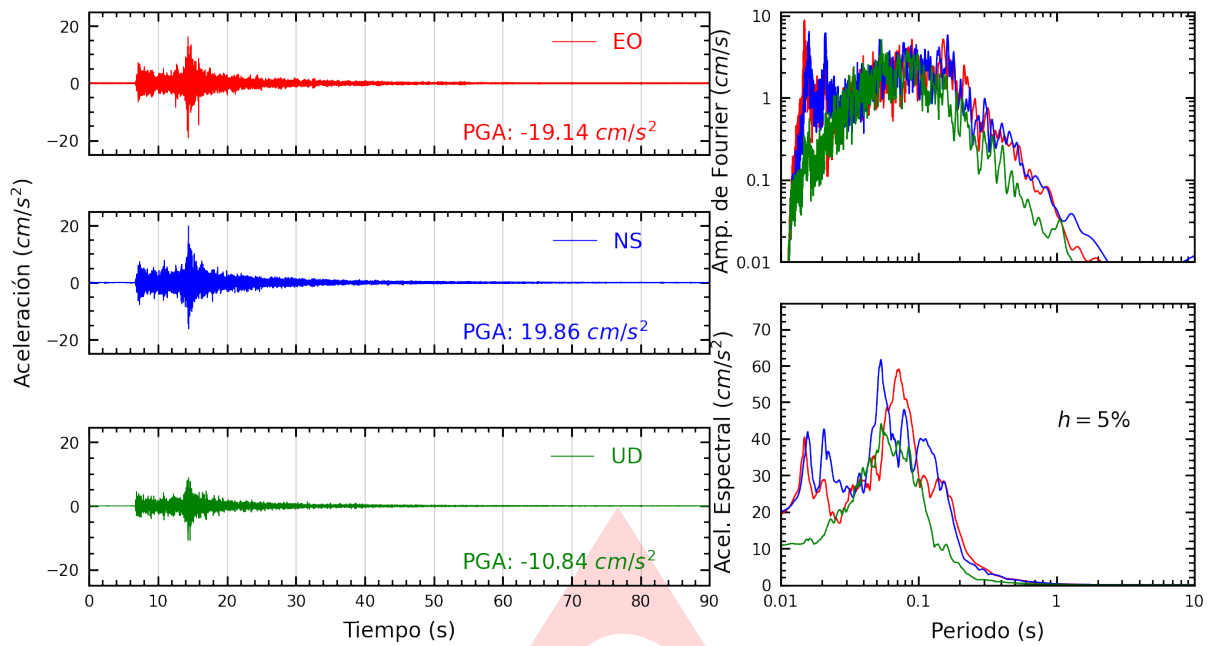 Aceleración (cm/s²)
25
0
−20
EO
PGA: -19.14 cm/s²
20
0
−20
NS
PGA: 19.86 cm/s²
20
0
−20
UD
PGA: -10.84 cm/s²
0 10 20 30 40 50 60 70 80 90
Tiempo (s)
Amp. de Fourier (cm/s)
10
1
0.1
0.01
Acel. Espectral (cm/s²)
70
60
50
40
30
20
10
0
h = 5%
0.01 0.1 1 10
Periodo (s)